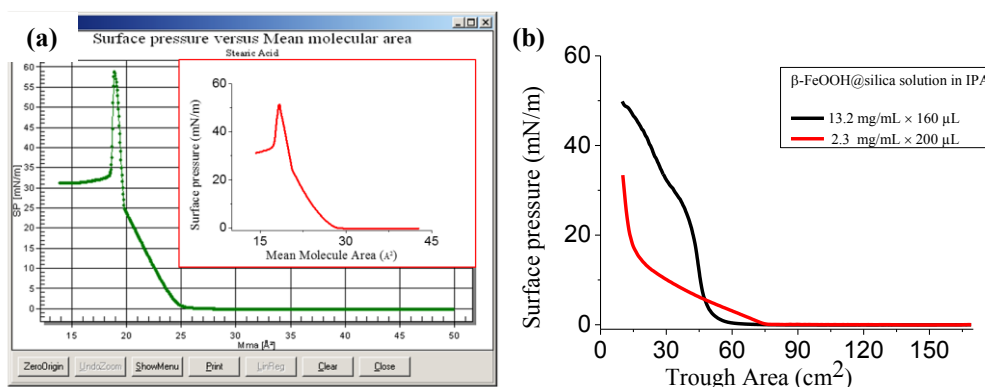 (a)
Surface pressure versus Mean molecular area
Stearic Acid
SP [mN/m]
60
55
50
45
40
35
30
25
20
15
10
5
0
15
20
25
30
35
40
45
50
Mma [Å²]
Surface pressure (mN/m)
60
40
20
0
15
30
45
Mean Molecule Area (Å²)
ZeroOrigin
UndoZoom
ShowMenu
Print
LinReg
Clear
Close
(b)
Surface pressure (mN/m)
60
40
20
0
β-FeOOH@silica solution in IPA
13.2 mg/mL × 160 μL
2.3 mg/mL × 200 μL
0
30
60
90
120
150
Trough Area (cm²)